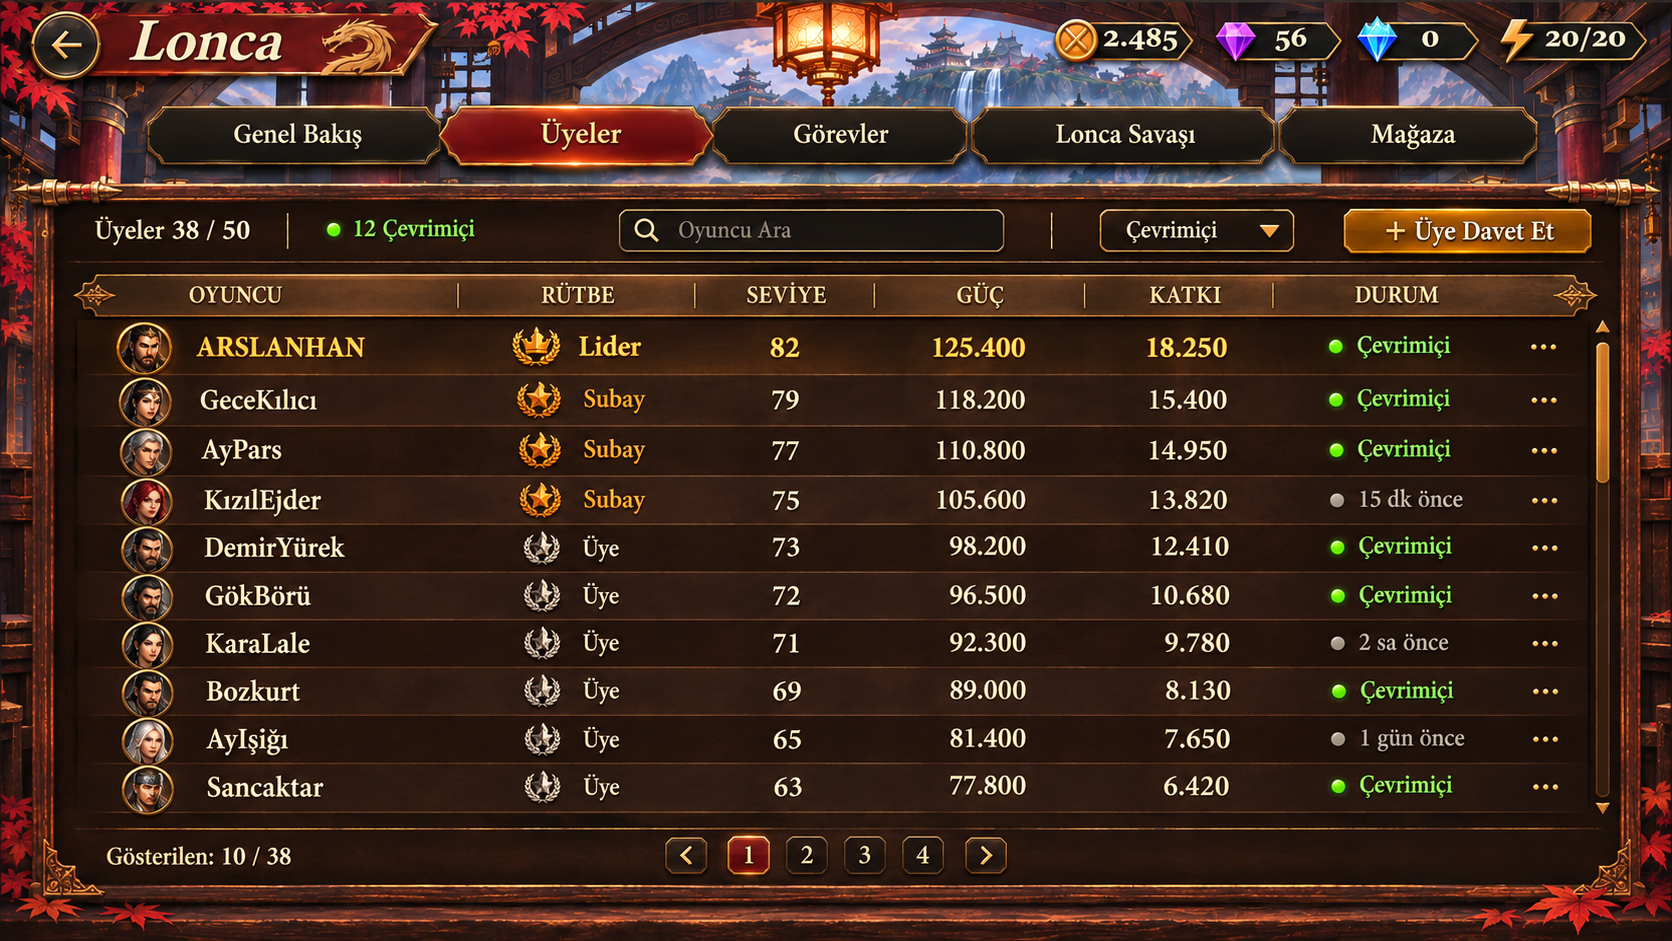 Lonca
2.485 56 0 20/20
Genel Bakış Üyeler Görevler Lonca Savaşı Mağaza
Üyeler 38 / 50 12 Çevrimiçi Oyuncu Ara Çevrimiçi + Üye Davet Et
OYUNCU RÜTBE SEVİYE GÜÇ KATKI DURUM
ARSLANHAN Lider 82 125.400 18.250 Çevrimiçi ...
GeceKılıcı Subay 79 118.200 15.400 Çevrimiçi ...
AyPars Subay 77 110.800 14.950 Çevrimiçi ...
KızılEjder Subay 75 105.600 13.820 15 dk önce ...
DemirYürek Üye 73 98.200 12.410 Çevrimiçi ...
GökBörü Üye 72 96.500 10.680 Çevrimiçi ...
KaraLale Üye 71 92.300 9.780 2 sa önce ...
Bozkurt Üye 69 89.000 8.130 Çevrimiçi ...
AyIşiğı Üye 65 81.400 7.650 1 gün önce ...
Sancaktar Üye 63 77.800 6.420 Çevrimiçi ...
Gösterilen: 10 / 38 < 1 2 3 4 >